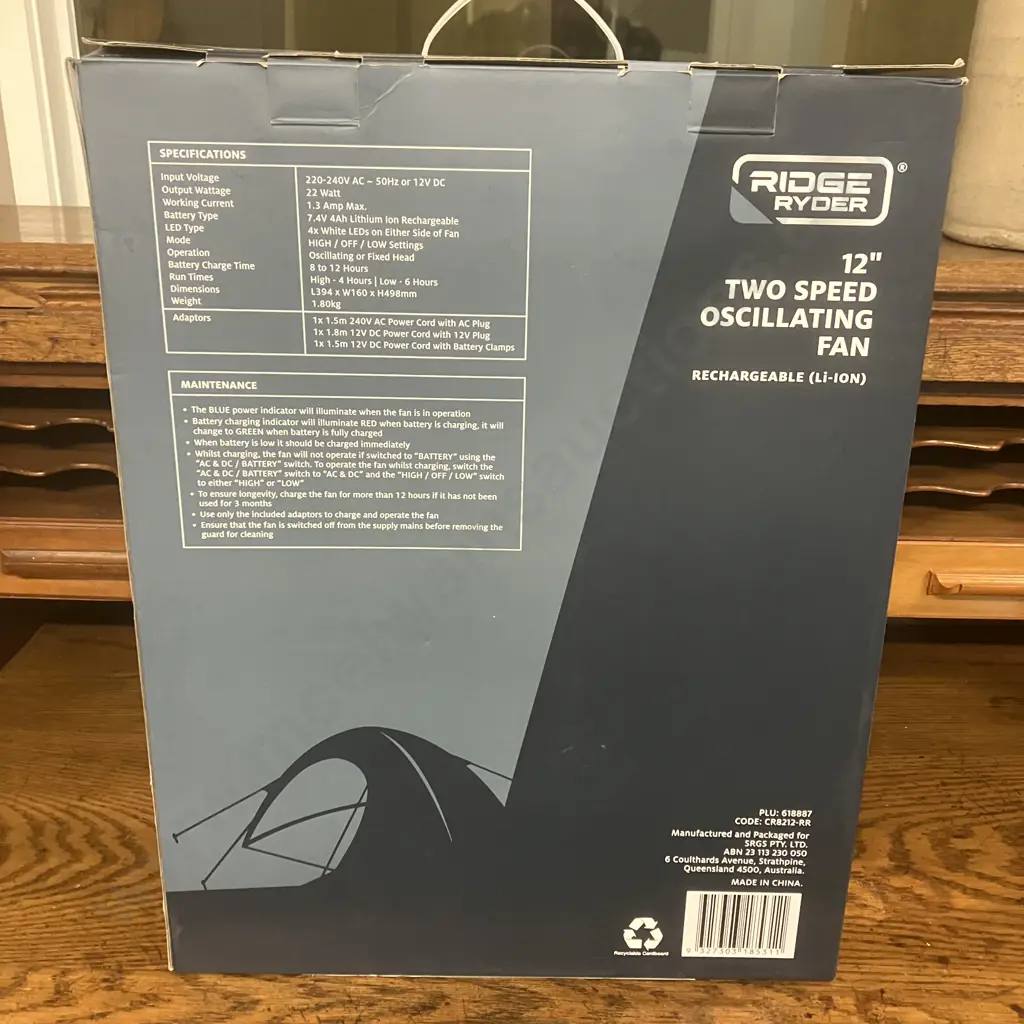 SPECIFICATIONS
Input Voltage 220-240V AC ~ 50Hz or 12V DC
Output Wattage 22 Watt
Working Current 1.3 Amp Max.
Battery Type 7.4V 4Ah Lithium Ion Rechargeable
LED Type 4x White LEDs on Either Side of Fan
Mode HIGH / OFF / LOW Settings
Operation Oscillating or Fixed Head
Battery Charge Time 8 to 12 Hours
Run Times High - 4 Hours | Low - 6 Hours
Dimensions L394 x W160 x H498mm
Weight 1.80kg
Adaptors 1x 1.5m 240V AC Power Cord with AC Plug
1x 1.8m 12V DC Power Cord with 12V Plug
1x 1.5m 12V DC Power Cord with Battery Clamps
MAINTENANCE
• The BLUE power indicator will illuminate when the fan is in operation
• Battery charging indicator will illuminate RED when battery is charging, it will
change to GREEN when battery is fully charged
• When battery is low it should be charged immediately
• Whilst charging, the fan will not operate if switched to "BATTERY" using the
"AC & DC / BATTERY" switch. To operate the fan whilst charging, switch the
"AC & DC / BATTERY" switch to "AC & DC" and the "HIGH / OFF / LOW" switch
to either "HIGH" or "LOW"
• To ensure longevity, charge the fan for more than 12 hours if it has not been
used for 3 months
• Use only the included adaptors to charge and operate the fan
• Ensure that the fan is switched off from the supply mains before removing the
guard for cleaning
RIDGE
RYDER
®
12"
TWO SPEED
OSCILLATING
FAN
RECHARGEABLE (Li-ION)
PLU: 618887
CODE: CR8212-RR
Manufactured and Packaged for
SRGS PTY. LTD.
ABN 23 113 230 050
6 Coulthards Avenue, Strathpine,
Queensland 4500, Australia.
MADE IN CHINA.
Recyclable Cardboard
9 327303 185311